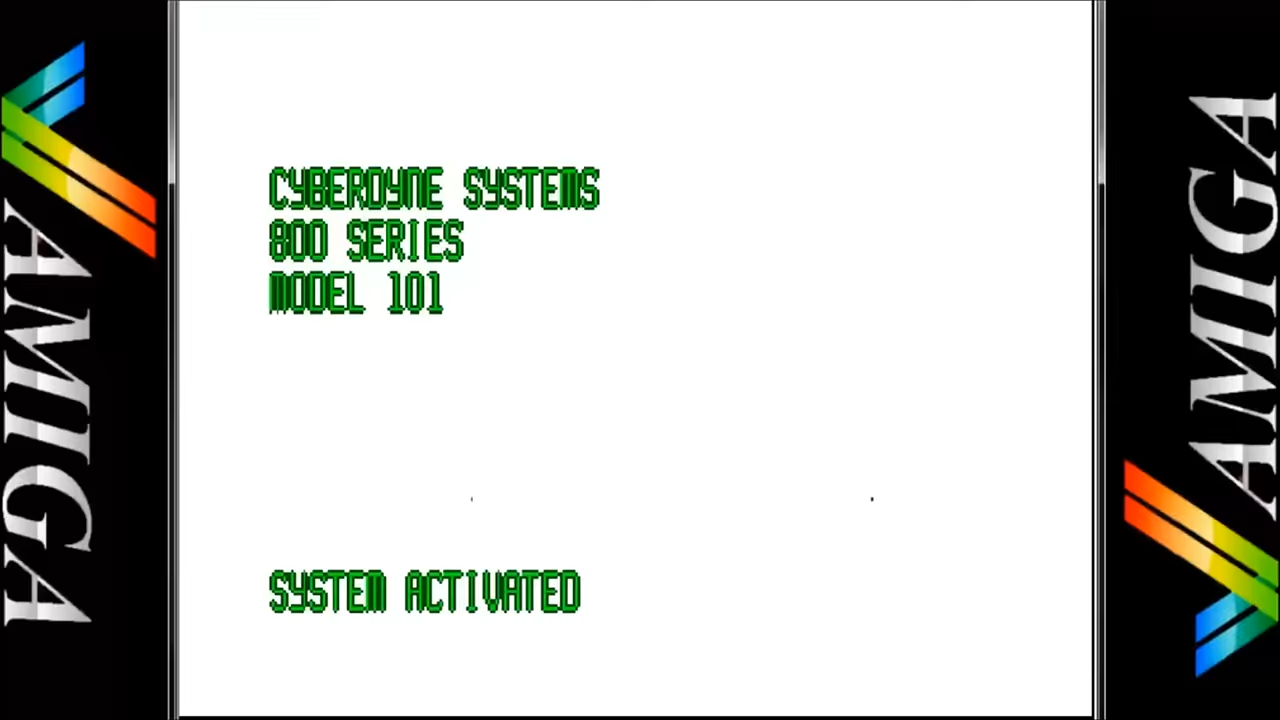 AMIGA
CYBERDYNE SYSTEMS
800 SERIES
MODEL 101
SYSTEM ACTIVATED
AMIGA